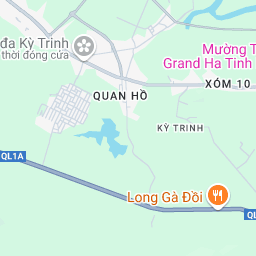 đa Kỳ Trinh
thời đóng cửa
Mường T
Grand Ha Tinh
QUAN HỒ
XÓM 10
KỲ TRINH
QL1A
Long Gà Đồi
QL